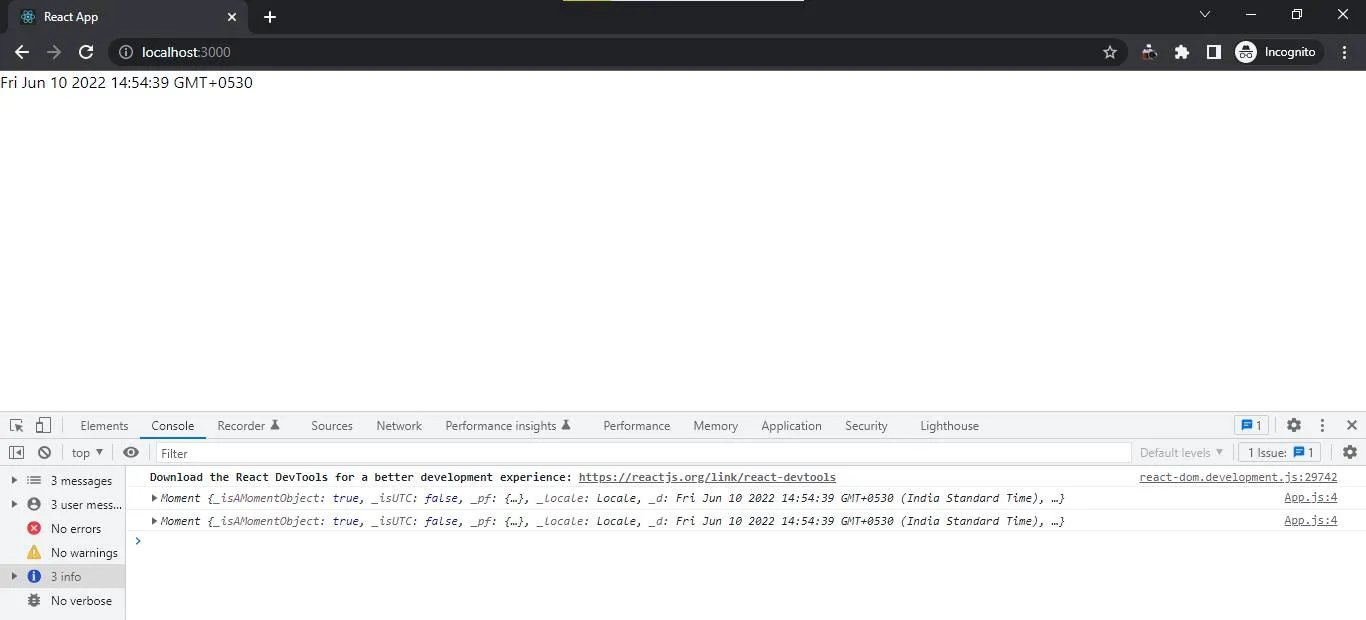 React App
localhost:3000
Incognito
Fri Jun 10 2022 14:54:39 GMT+0530
Elements Console Recorder Sources Network Performance insights Performance Memory Application Security Lighthouse 1
top Filter Default levels 1 Issue: 1
3 messages
3 user mess...
No errors
No warnings
3 info
No verbose
Download the React DevTools for a better development experience: https://reactjs.org/link/react-devtools react-dom.development.js:29742
Moment {_isAMomentObject: true, _isUTC: false, _pf: {…}, _locale: Locale, _d: Fri Jun 10 2022 14:54:39 GMT+0530 (India Standard Time), …} App.js:4
Moment {_isAMomentObject: true, _isUTC: false, _pf: {…}, _locale: Locale, _d: Fri Jun 10 2022 14:54:39 GMT+0530 (India Standard Time), …} App.js:4